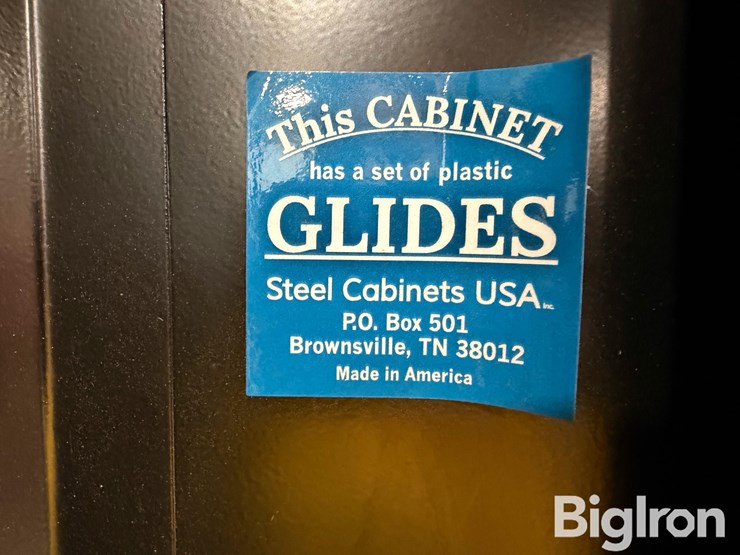 This CABINET
has a set of plastic
GLIDES
Steel Cabinets USA Inc.
P.O. Box 501
Brownsville, TN 38012
Made in America
BigIron